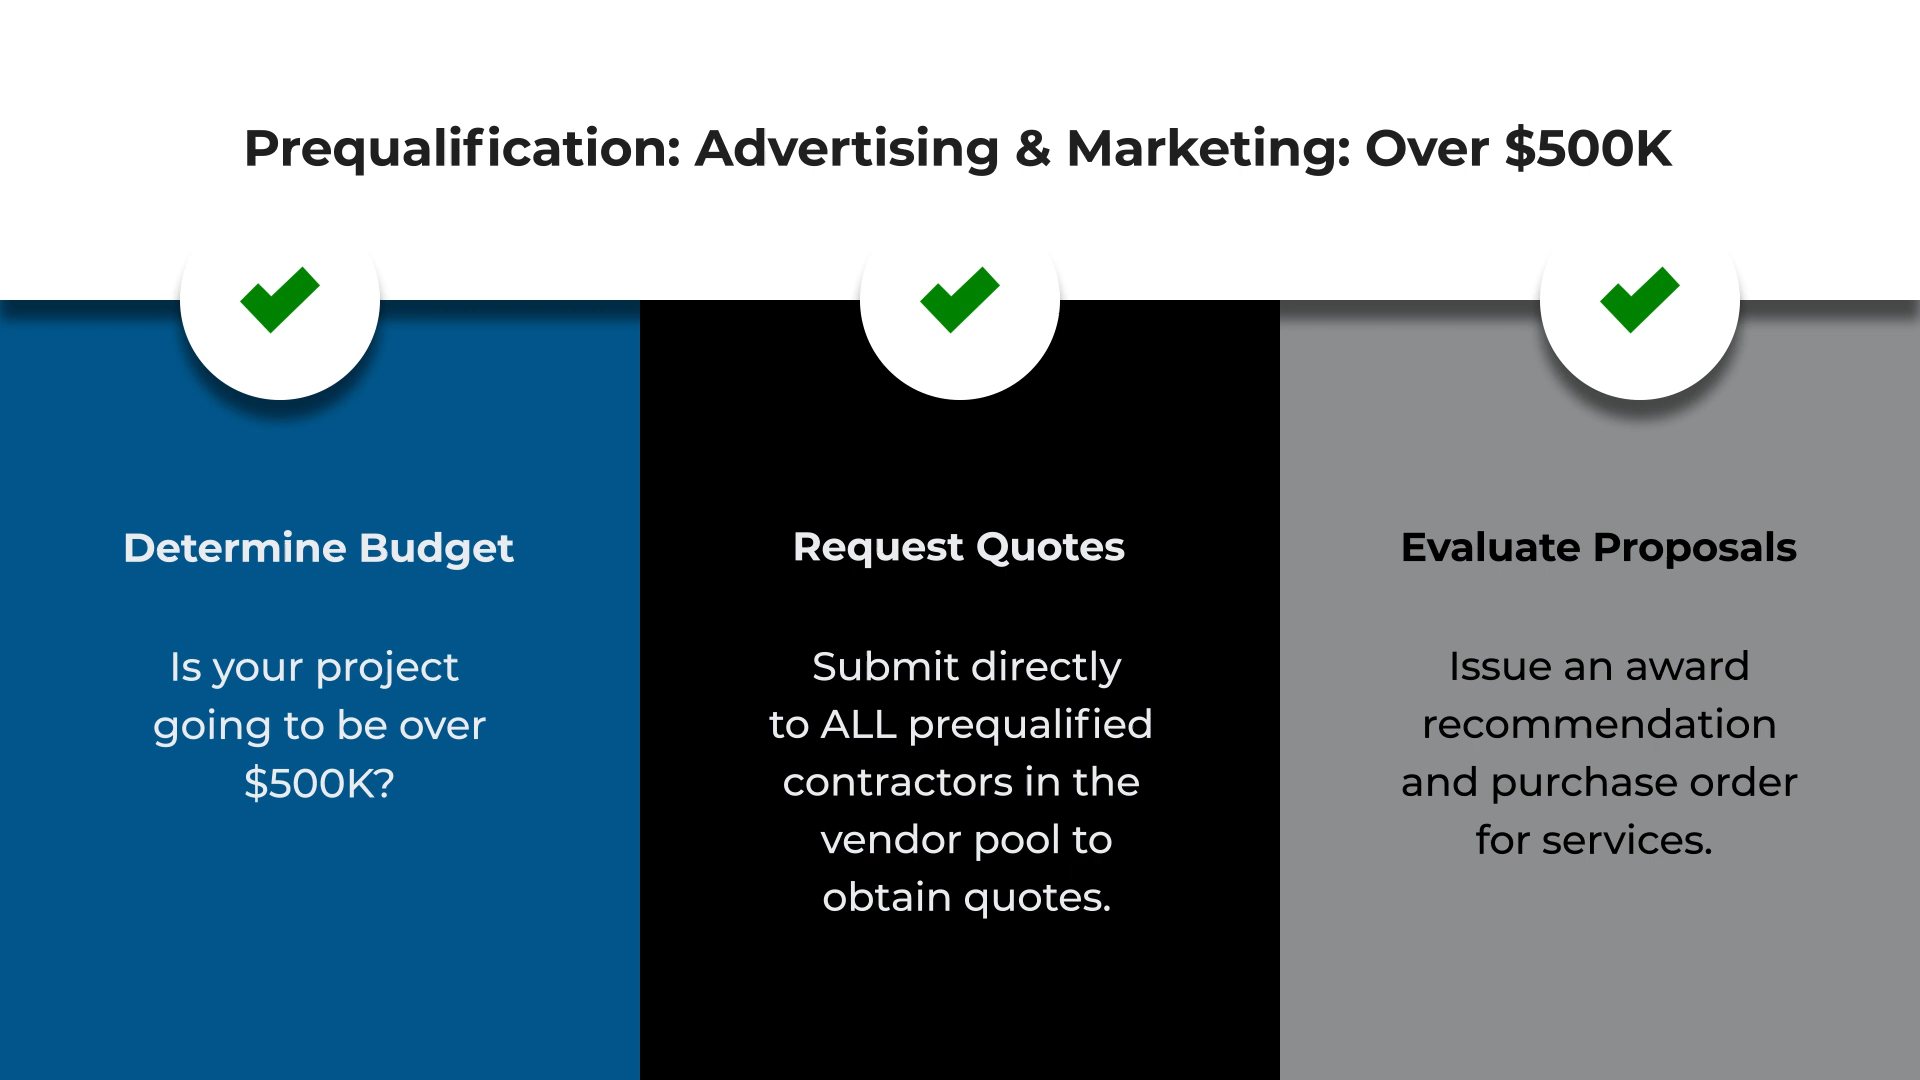 Prequalification: Advertising & Marketing: Over $500K
Determine Budget
Is your project
going to be over
$500K?
Request Quotes
Submit directly
to ALL prequalified
contractors in the
vendor pool to
obtain quotes.
Evaluate Proposals
Issue an award
recommendation
and purchase order
for services.